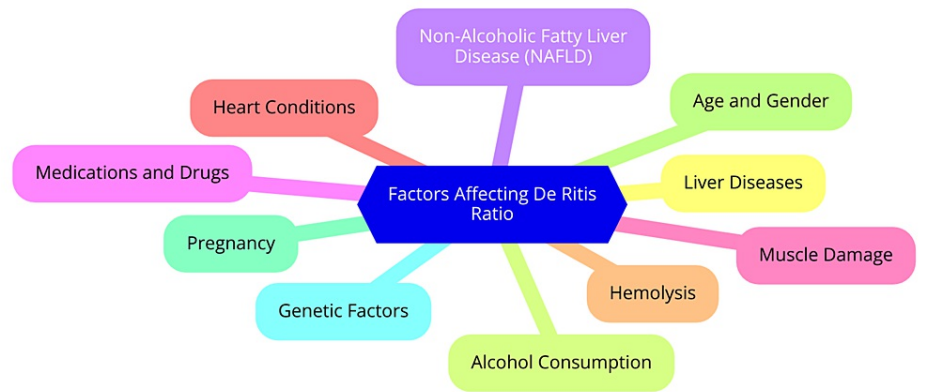 Non-Alcoholic Fatty Liver
Disease (NAFLD)
Heart Conditions
Age and Gender
Medications and Drugs
Factors Affecting De Ritis
Ratio
Liver Diseases
Pregnancy
Muscle Damage
Genetic Factors
Hemolysis
Alcohol Consumption